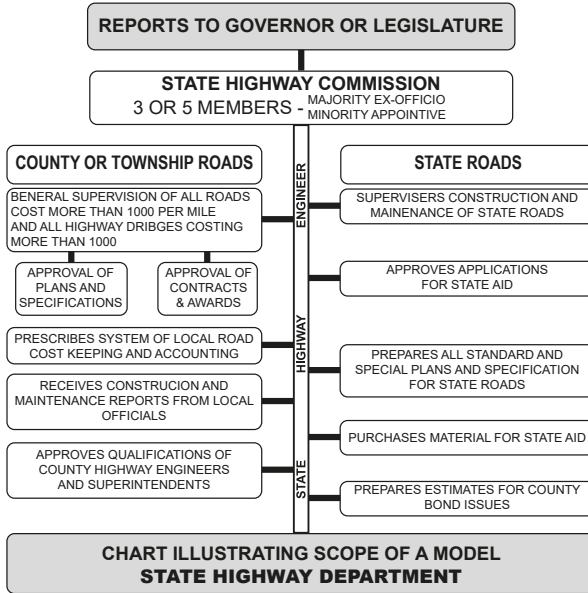 REPORTS TO GOVERNOR OR LEGISLATURE
STATE HIGHWAY COMMISSION
3 OR 5 MEMBERS - MAJORITY EX-OFFICIO
MINORITY APPOINTIVE
COUNTY OR TOWNSHIP ROADS
BENERAL SUPERVISION OF ALL ROADS
COST MORE THAN 1000 PER MILE
AND ALL HIGHWAY DRIBGES COSTING
MORE THAN 1000
APPROVAL OF
PLANS AND
SPECIFICATIONS
APPROVAL OF
CONTRACTS
& AWARDS
PRESCRIBES SYSTEM OF LOCAL ROAD
COST KEEPING AND ACCOUNTING
RECEIVES CONSTRUCION AND
MAINTENANCE REPORTS FROM LOCAL
OFFICIALS
APPROVES QUALIFICATIONS OF
COUNTY HIGHWAY ENGINEERS
AND SUPERINTENDENTS
STATE HIGHWAY ENGINEER
STATE ROADS
SUPERVISERS CONSTRUCTION AND
MAINENANCE OF STATE ROADS
APPROVES APPLICATIONS
FOR STATE AID
PREPARES ALL STANDARD AND
SPECIAL PLANS AND SPECIFICATION
FOR STATE ROADS
PURCHASES MATERIAL FOR STATE AID
PREPARES ESTIMATES FOR COUNTY
BOND ISSUES
CHART ILLUSTRATING SCOPE OF A MODEL
STATE HIGHWAY DEPARTMENT